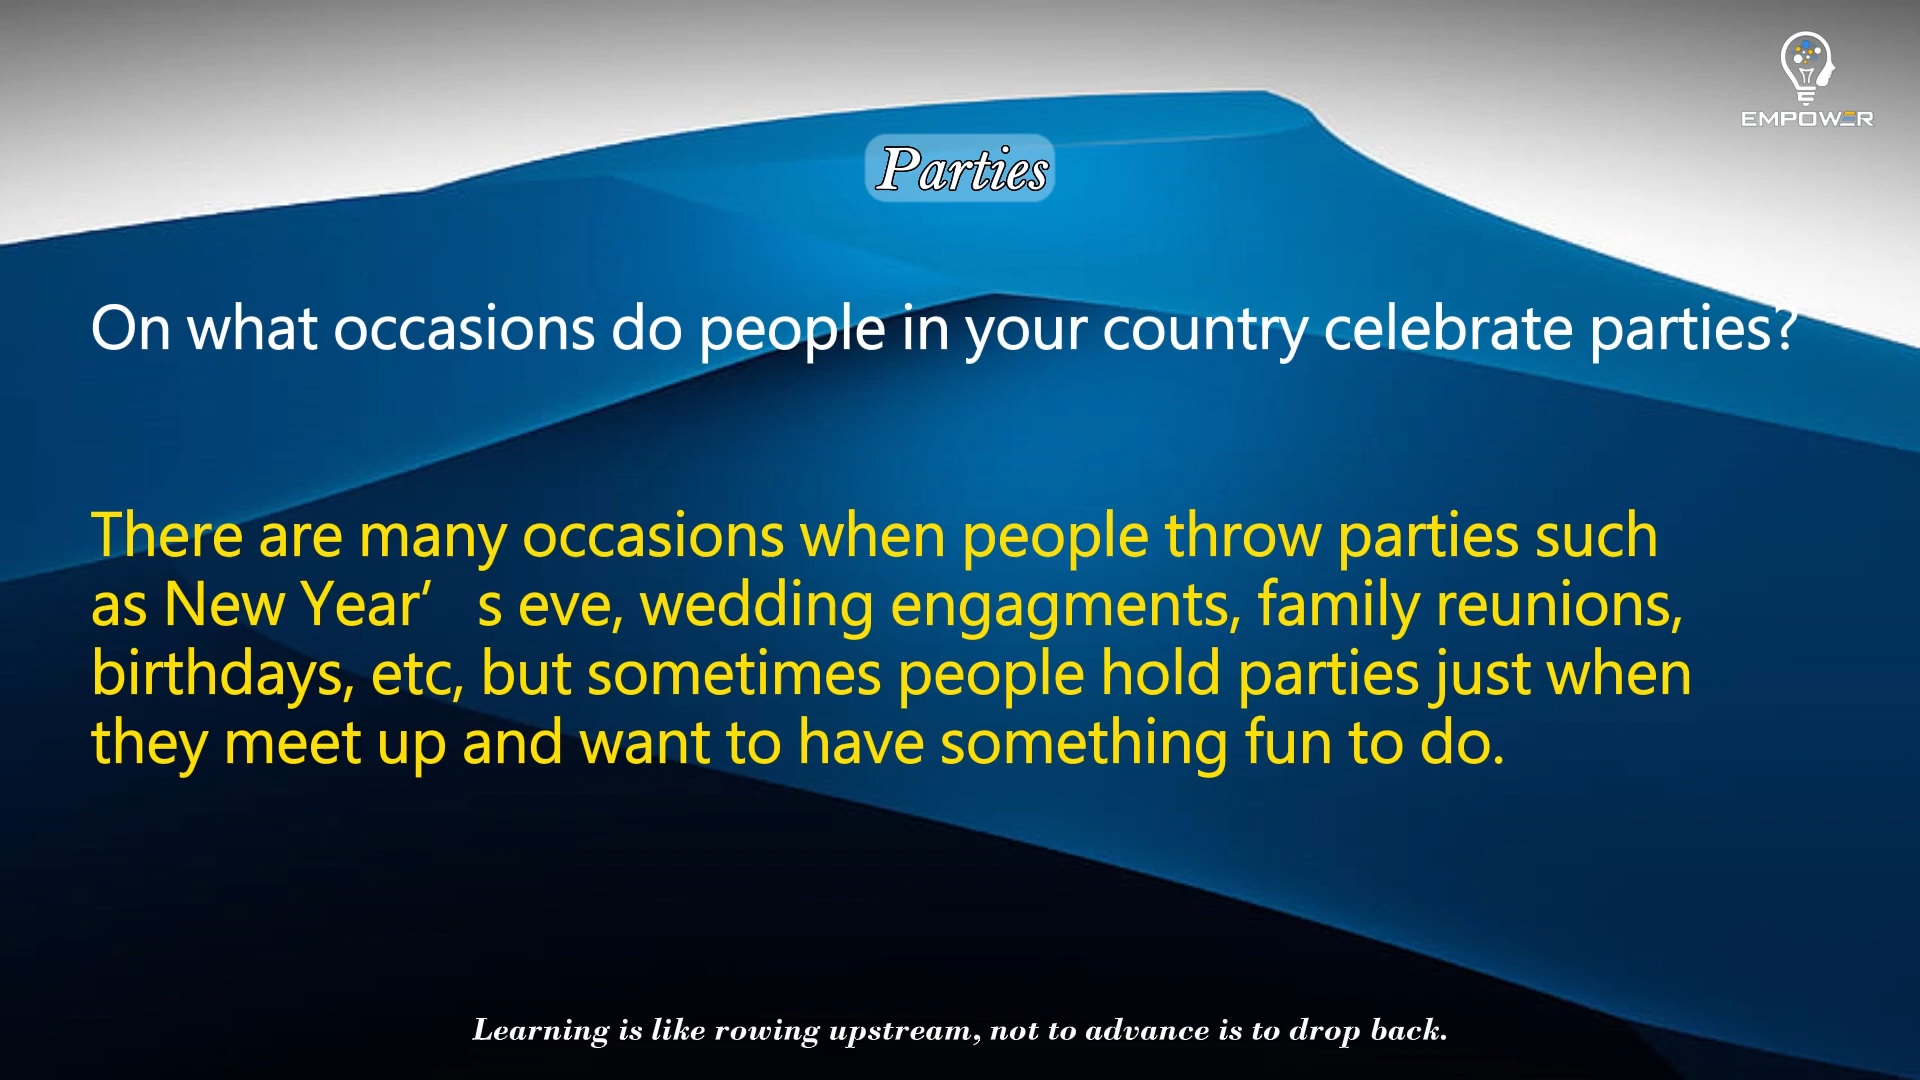 EMPOWER
Parties
On what occasions do people in your country celebrate parties?
There are many occasions when people throw parties such
as New Year’ s eve, wedding engagments, family reunions,
birthdays, etc, but sometimes people hold parties just when
they meet up and want to have something fun to do.
Learning is like rowing upstream, not to advance is to drop back.